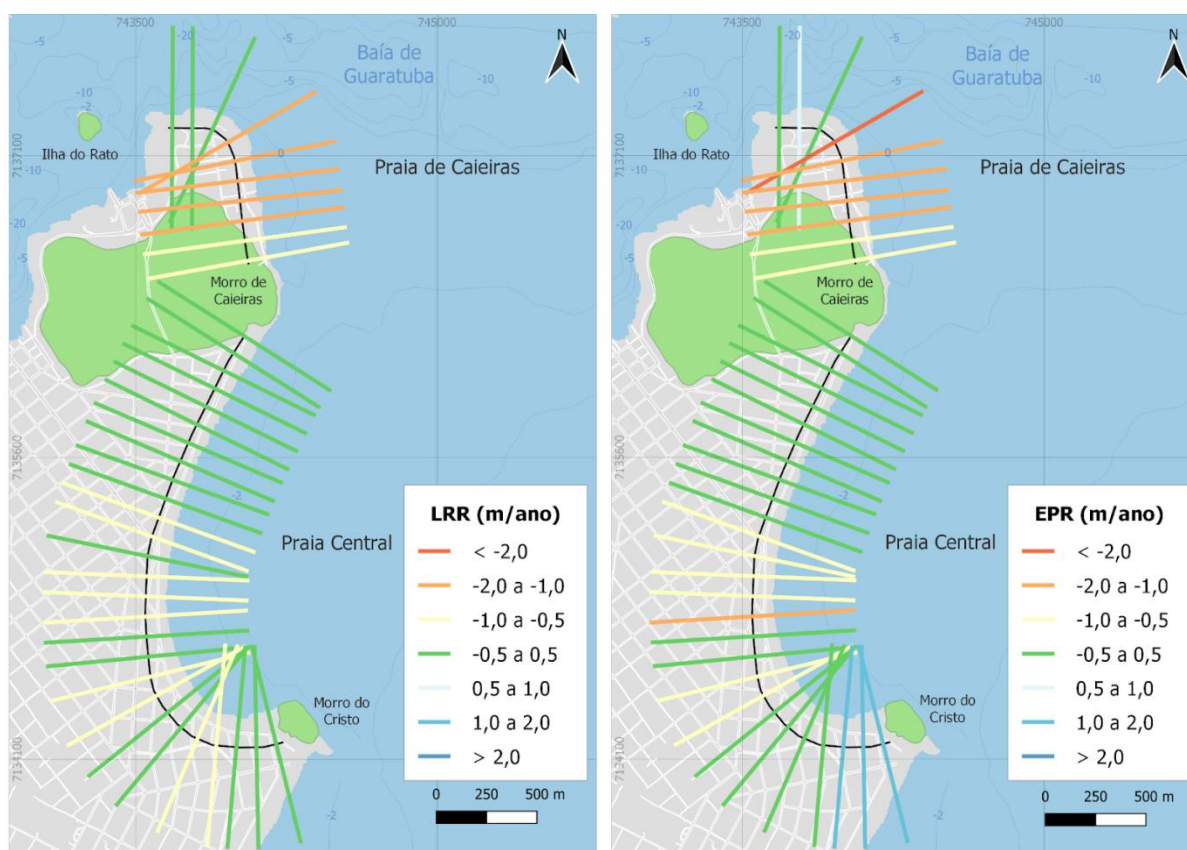 743500
745000
-5
-20
-5
Baía de
Guaratuba
-5
-10
N
-10
-2
Ilha do Rato
0
7137100
Praia de Caieiras
-10
-20
-5
Morro de
Caieiras
7135600
-2
Praia Central
LRR (m/ano)
< -2,0
-2,0 a -1,0
-1,0 a -0,5
-0,5 a 0,5
0,5 a 1,0
1,0 a 2,0
> 2,0
Morro do
Cristo
7124100
-2
0 250 500 m
743500
745000
-5
-20
-5
Baía de
Guaratuba
-5
-10
N
-10
-2
Ilha do Rato
0
7137100
Praia de Caieiras
-10
-20
-5
Morro de
Caieiras
7135600
-2
Praia Central
EPR (m/ano)
< -2,0
-2,0 a -1,0
-1,0 a -0,5
-0,5 a 0,5
0,5 a 1,0
1,0 a 2,0
> 2,0
Morro do
Cristo
7124100
-2
0 250 500 m